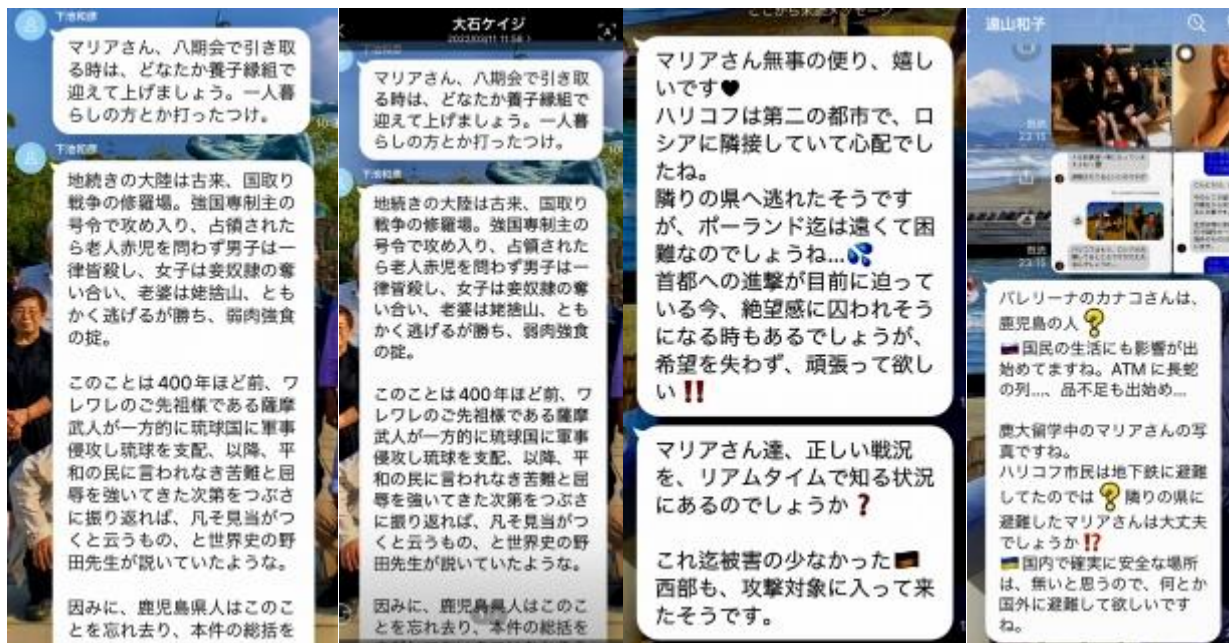 下池和彦
マリアさん、八期会で引き取
る時は、どなたか養子縁組で
迎えて上げましょう。一人暮
らしの方とか打ったつけ。
下池和彦
地続きの大陸は古来、国取り
戦争の修羅場。強国専制主の
号令で攻め入り、占領された
ら老人赤児を問わず男子は一
律皆殺し、女子は妾奴隷の奪
い合い、老婆は姥捨山、とも
かく逃げるが勝ち、弱肉強食
の掟。
このことは400年ほど前、ワ
レワレのご先祖様である薩摩
武人が一方的に琉球国に軍事
侵攻し琉球を支配、以降、平
和の民に言われなき苦難と屈
辱を強いてきた次第をつぶさ
に振り返れば、凡そ見当がつ
くと云うもの、と世界史の野
田先生が説いていたような。
因みに、鹿児島県人はこのこ
とを忘れ去り、本件の総括を
大石ケイジ
2022/03/11 11:58
マリアさん、八期会で引き取
る時は、どなたか養子縁組で
迎えて上げましょう。一人暮
らしの方とか打ったつけ。
下池和彦
地続きの大陸は古来、国取り
戦争の修羅場。強国専制主の
号令で攻め入り、占領された
ら老人赤児を問わず男子は一
律皆殺し、女子は妾奴隷の奪
い合い、老婆は姥捨山、とも
かく逃げるが勝ち、弱肉強食
の掟。
このことは400年ほど前、ワ
レワレのご先祖様である薩摩
武人が一方的に琉球国に軍事
侵攻し琉球を支配、以降、平
和の民に言われなき苦難と屈
辱を強いてきた次第をつぶさ
に振り返れば、凡そ見当がつ
くと云うもの、と世界史の野
田先生が説いていたような。
因みに、鹿児島県人はこのこ
とを忘れ去り、本件の総括を
ここから未読メッセージ
マリアさん無事の便り、嬉し
いです♥
ハリコフは第二の都市で、ロ
シアに隣接していて心配でし
たね。
隣りの県へ逃れたそうです
が、ポーランド迄は遠くて困
難なのでしょうね...💦
首都への進撃が目前に迫って
いる今、絶望感に囚われそう
になる時もあるでしょうが、
希望を失わず、頑張って欲し
い‼️
マリアさん達、正しい戦況
を、リアムタイムで知る状況
にあるのでしょうか❓
これ迄被害の少なかった
西部も、攻撃対象に入って来
たそうです。
遠山和子
既読
23:15
既読
23:15
バレリーナのカナコさんは、
鹿児島の人❓
国民の生活にも影響が出
始めてますね。ATMに長蛇
の列...、品不足も出始め...
鹿大留学中のマリアさんの写
真ですね。
ハリコフ市民は地下鉄に避難
してたのでは❓隣りの県に
避難したマリアさんは大丈夫
でしょうか⁉️
🇺🇦国内で確実に安全な場所
は、無いと思うので、何とか
国外に避難して欲しいです
ね。